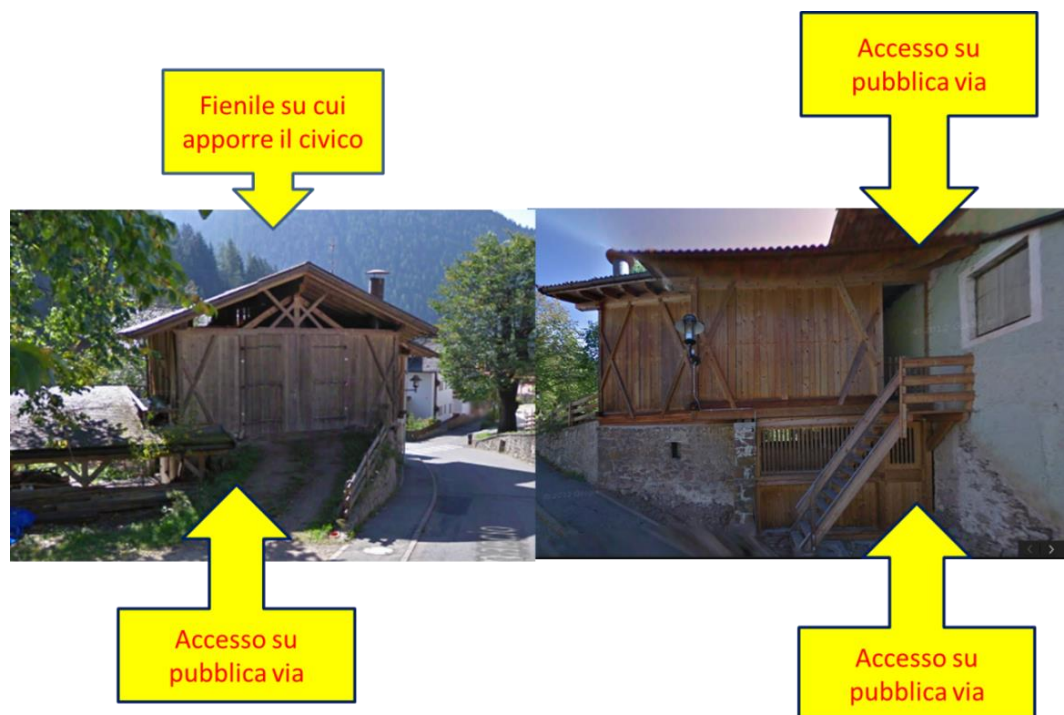 Fienile su cui
apporre il civico
Accesso su
pubblica via
Accesso su
pubblica via
Accesso su
pubblica via